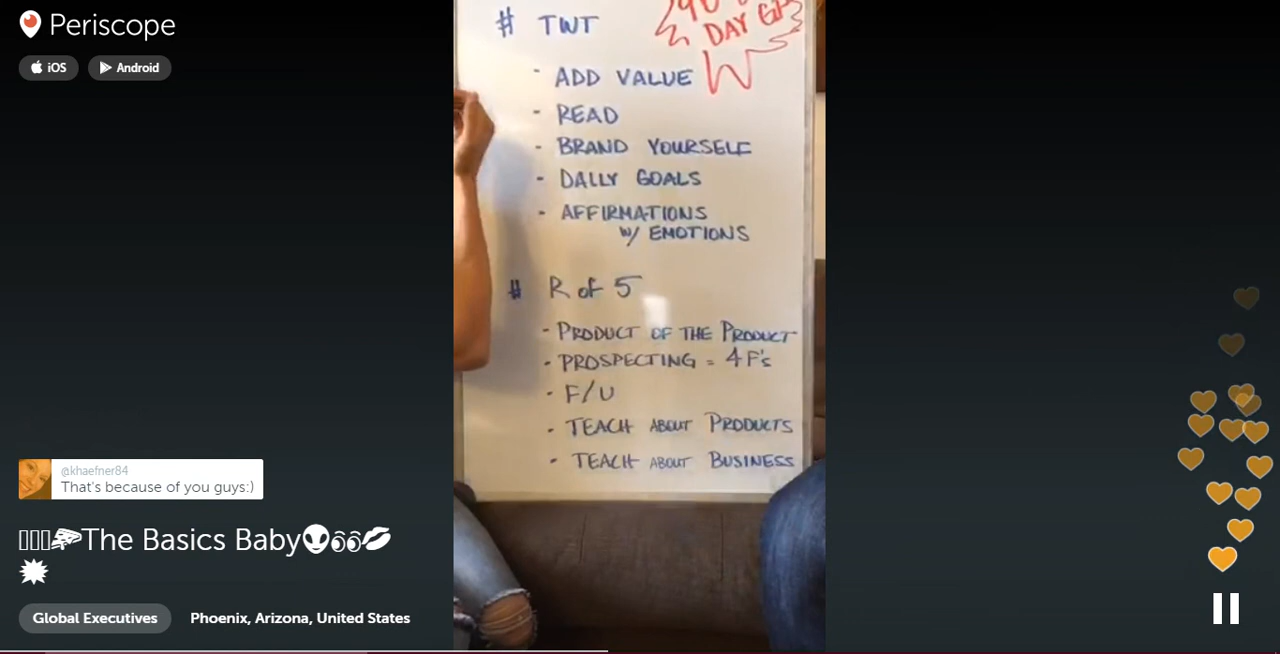 Periscope
iOS
Android
# TWT
DAY
- ADD VALUE
- READ
- BRAND YOURSELF
- DAILY GOALS
- AFFIRMATIONS
w/ EMOTIONS
# R of 5
- PRODUCT OF THE PRODUCT
- PROSPECTING = 4 F's
- F/U
- TEACH ABOUT PRODUCTS
- TEACH ABOUT BUSINESS
@khaefner84
That's because of you guys:)
The Basics Baby
Global Executives
Phoenix, Arizona, United States